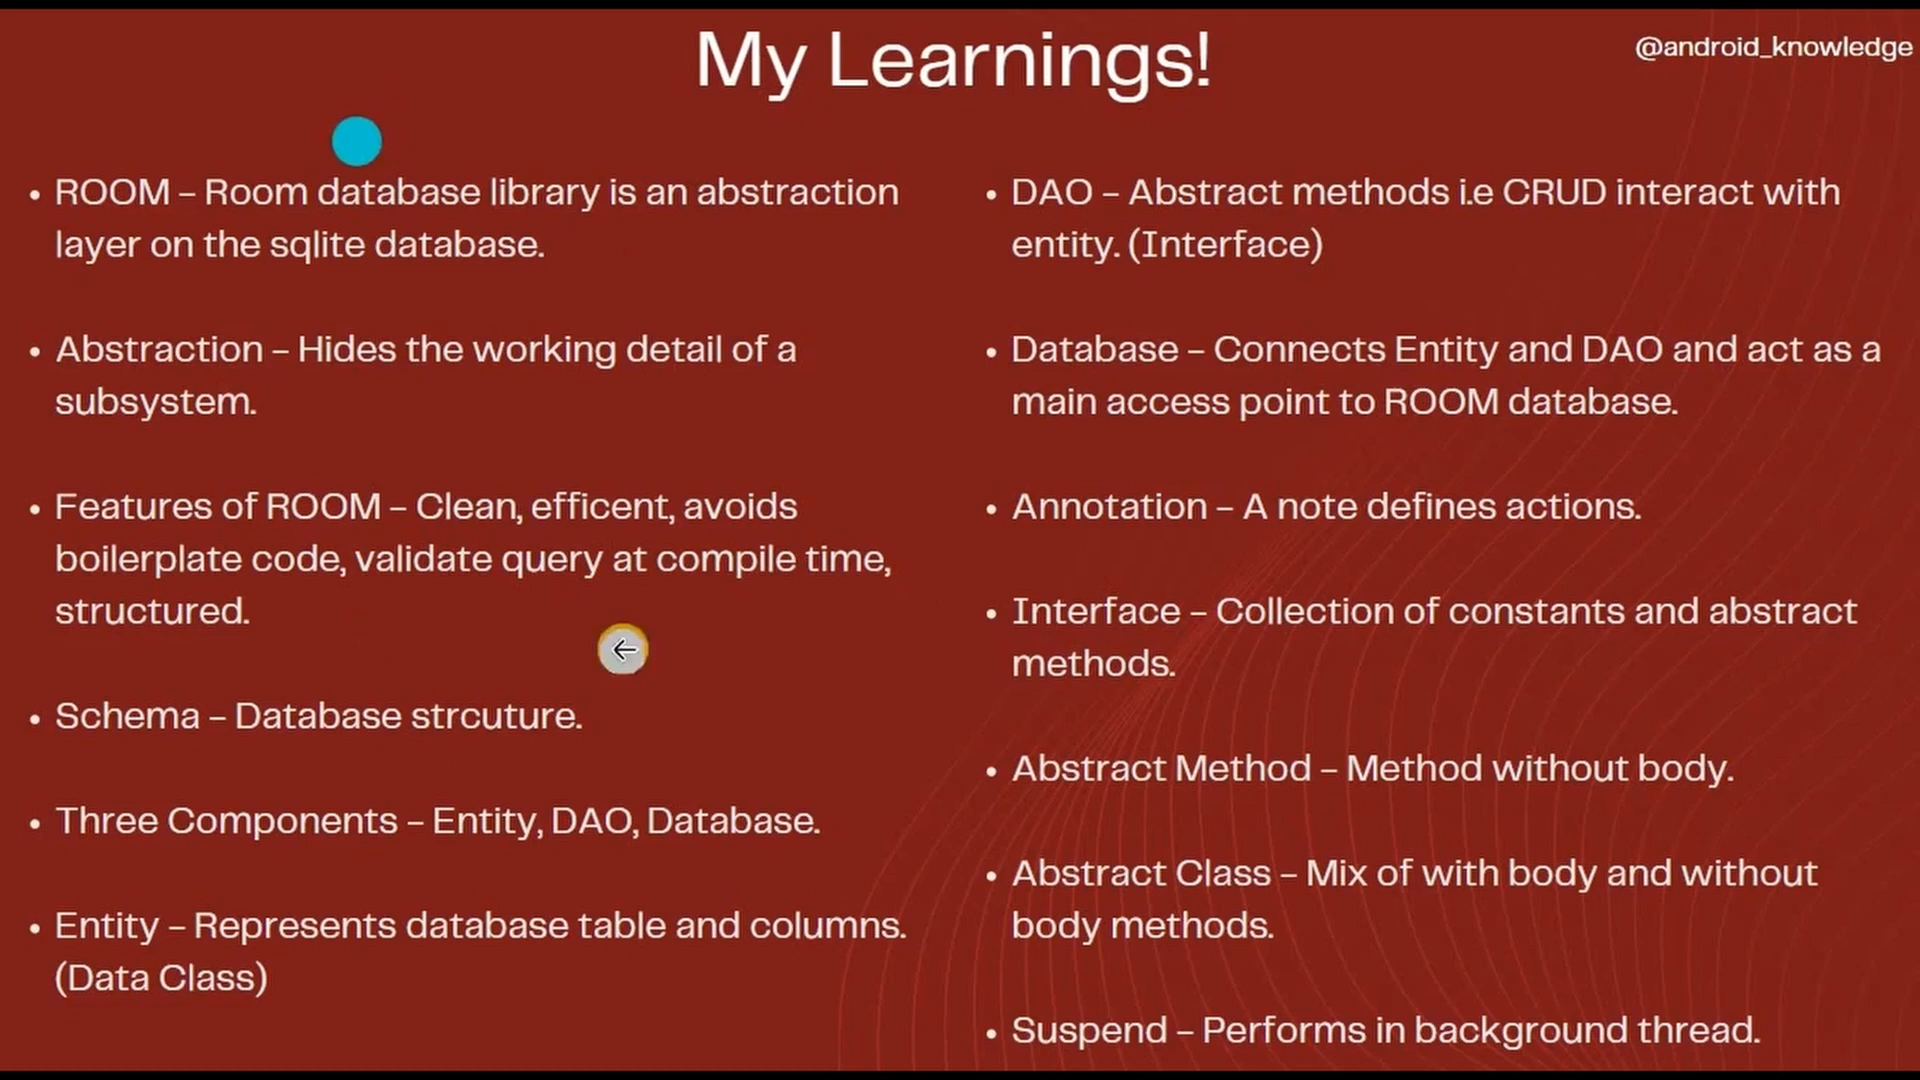 My Learnings!
@android_knowledge
• ROOM – Room database library is an abstraction
layer on the sqlite database.
• Abstraction – Hides the working detail of a
subsystem.
• Features of ROOM – Clean, efficent, avoids
boilerplate code, validate query at compile time,
structured.
• Schema – Database strcuture.
• Three Components – Entity, DAO, Database.
• Entity – Represents database table and columns.
(Data Class)
• DAO – Abstract methods i.e CRUD interact with
entity. (Interface)
• Database – Connects Entity and DAO and act as a
main access point to ROOM database.
• Annotation – A note defines actions.
• Interface – Collection of constants and abstract
methods.
• Abstract Method – Method without body.
• Abstract Class – Mix of with body and without
body methods.
• Suspend – Performs in background thread.